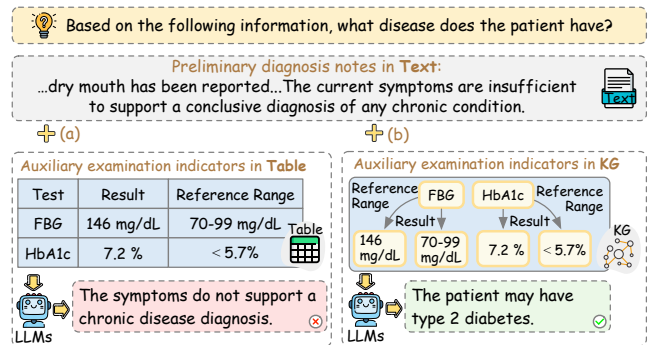 Based on the following information, what disease does the patient have?
Preliminary diagnosis notes in Text:
...dry mouth has been reported...The current symptoms are insufficient
to support a conclusive diagnosis of any chronic condition.
Text
(a)
(b)
Auxiliary examination indicators in Table
Test Result Reference Range
FBG 146 mg/dL 70-99 mg/dL
HbA1c 7.2 % < 5.7%
Table
LLMs
The symptoms do not support a
chronic disease diagnosis.
Auxiliary examination indicators in KG
Reference
Range
FBG
HbA1c
Reference
Range
Result
Result
146
mg/dL
70-99
mg/dL
7.2 %
< 5.7%
KG
LLMs
The patient may have
type 2 diabetes.